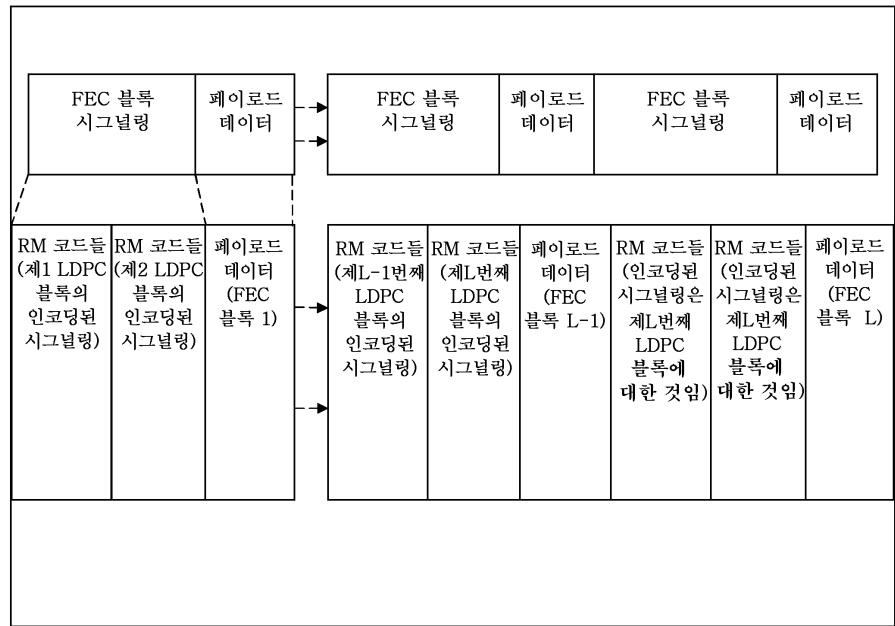 FEC 블록
시그널링
페이로드
데이터
FEC 블록
시그널링
페이로드
데이터
FEC 블록
시그널링
페이로드
데이터
RM 코드들
(제1 LDPC
블록의
인코딩된
시그널링)
RM 코드들
(제2 LDPC
블록의
인코딩된
시그널링)
페이로드
데이터
(FEC
블록 1)
RM 코드들
(제L-1번째
LDPC
블록의
인코딩된
시그널링)
RM 코드들
(제L번째
LDPC
블록의
인코딩된
시그널링)
페이로드
데이터
(FEC
블록 L-1)
RM 코드들
(인코딩된
시그널링은
제L번째
LDPC
블록에
대한 것임)
RM 코드들
(인코딩된
시그널링은
제L번째
LDPC
블록에
대한 것임)
페이로드
데이터
(FEC
블록 L)